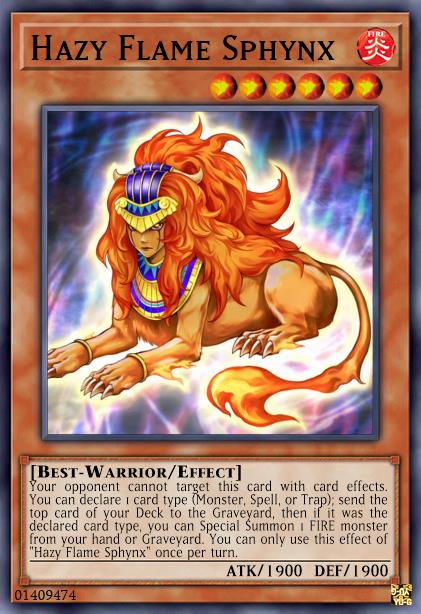 Hazy Flame Sphynx
FIRE
炎
[Best-Warrior/Effect]
Your opponent cannot target this card with card effects.
You can declare 1 card type (Monster, Spell, or Trap); send
the top card of your Deck to the Graveyard, then if it was the
declared card type, you can Special Summon 1 FIRE monster
from your hand or Graveyard. You can only use this effect of
"Hazy Flame Sphynx" once per turn.
ATK/1900 DEF/1900
01409474